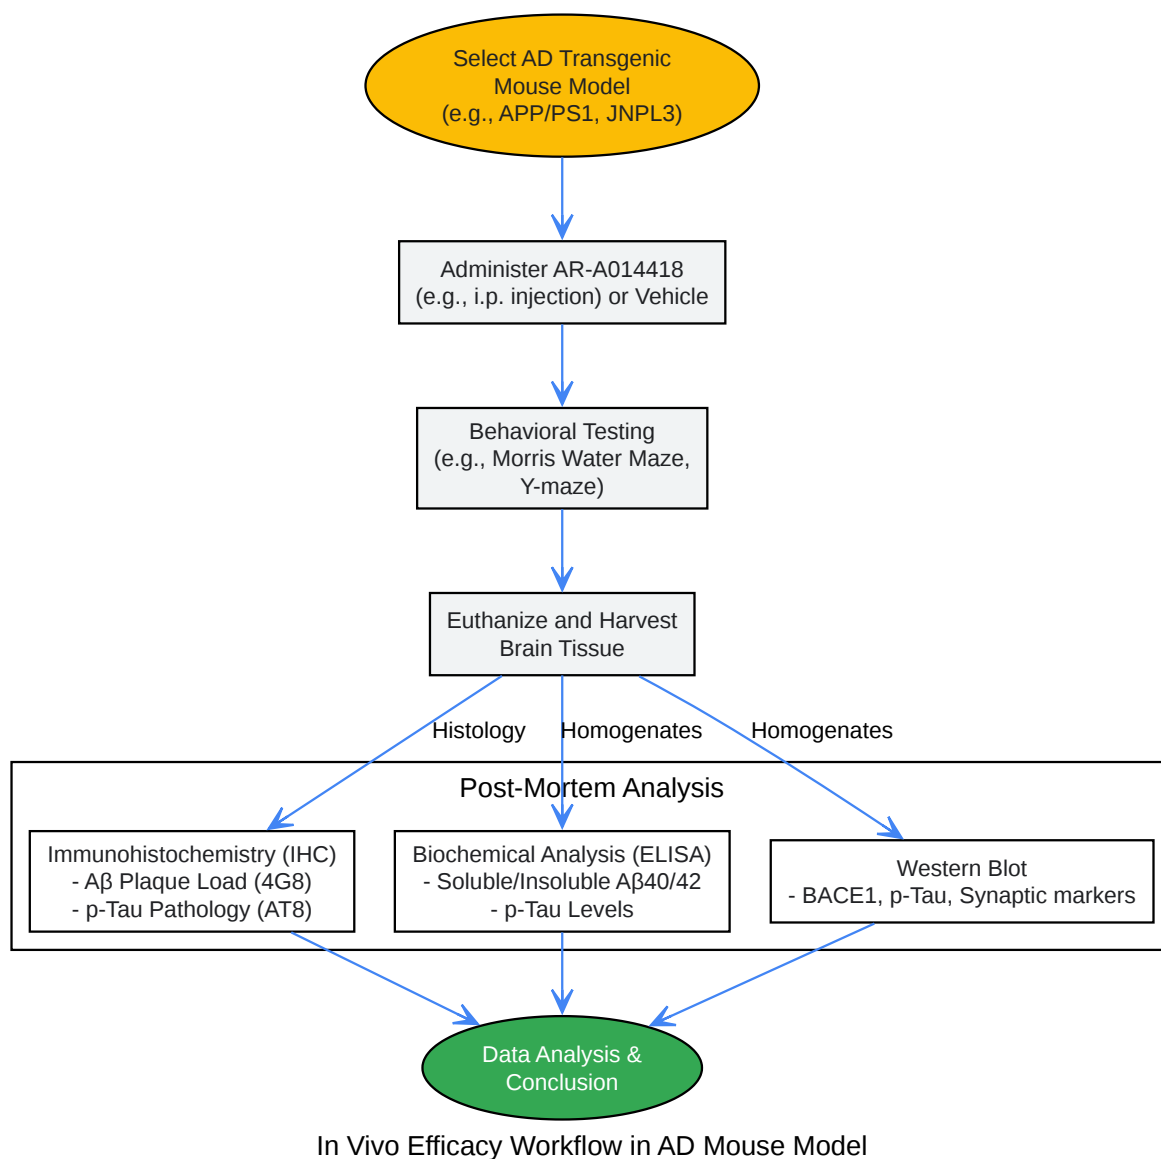 Select AD Transgenic
Mouse Model
(e.g., APP/PS1, JNPL3)
Administer AR-A014418
(e.g., i.p. injection) or Vehicle
Behavioral Testing
(e.g., Morris Water Maze,
Y-maze)
Euthanize and Harvest
Brain Tissue
Histology
Homogenates
Homogenates
Post-Mortem Analysis
Immunohistochemistry (IHC)
- Aβ Plaque Load (4G8)
- p-Tau Pathology (AT8)
Biochemical Analysis (ELISA)
- Soluble/Insoluble Aβ40/42
- p-Tau Levels
Western Blot
- BACE1, p-Tau, Synaptic markers
Data Analysis &
Conclusion
In Vivo Efficacy Workflow in AD Mouse Model